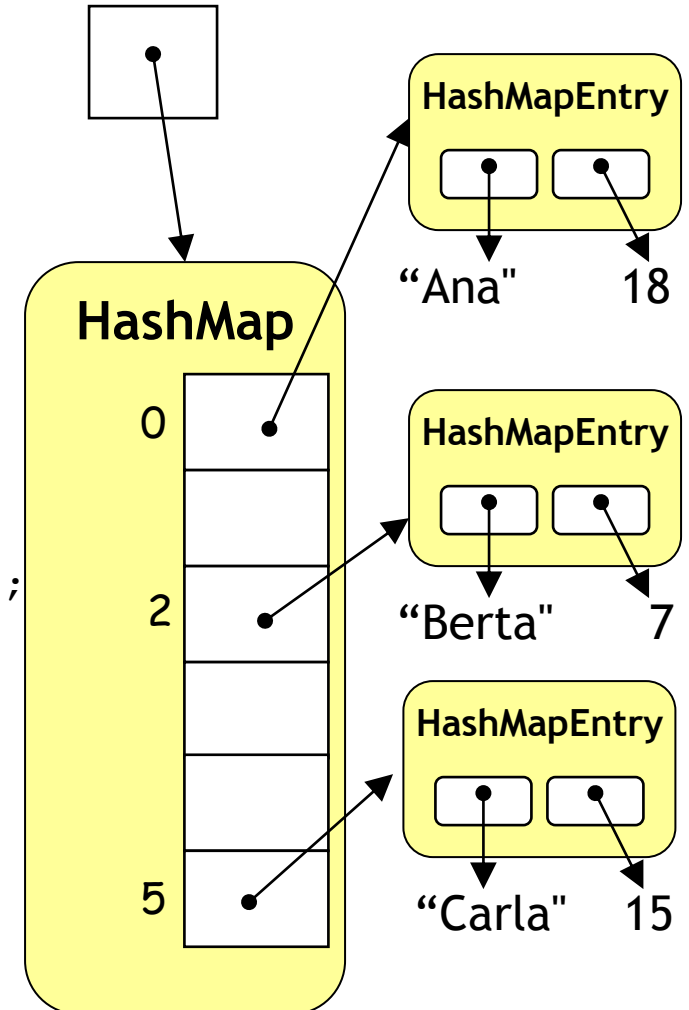 HashMapEntry
“Ana" 18
HashMap
0
HashMapEntry
;
2
“Berta" 7
HashMapEntry
5
“Carla" 15